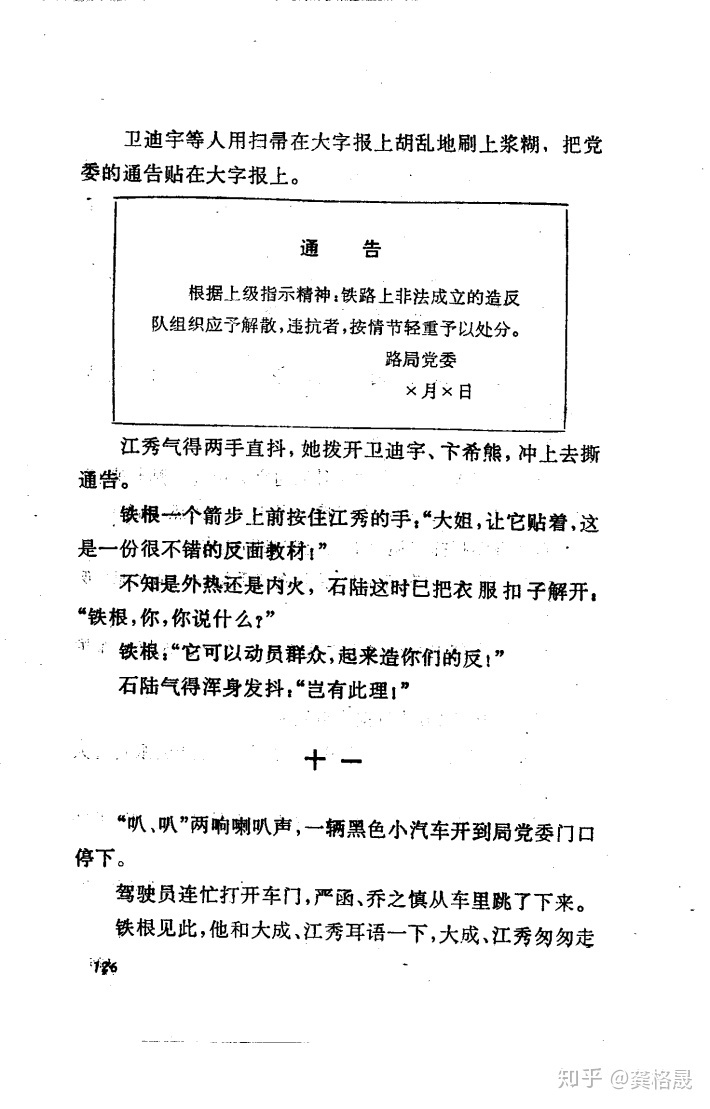 卫迪宇等人用扫帚在大字报上胡乱地刷上浆糊，把党
委的通告贴在大字报上。
通 告
根据上级指示精神：铁路上非法成立的造反
队组织应予解散，违抗者，按情节轻重予以处分。
路局党委
×月×日
江秀气得两手直抖，她拨开卫迪宇、卞希熊，冲上去撕
通告。
铁根一个箭步上前按住江秀的手：“大姐，让它贴着，这
是一份很不错的反面教材！”
不知是外热还是内火，石陆这时已把衣服扣子解开：
“铁根，你，你说什么？”
铁根：“它可以动员群众，起来造你们的反！”
石陆气得浑身发抖：“岂有此理！”
十一
“叭、叭”两响喇叭声，一辆黑色小汽车开到局党委门口
停下。
驾驶员连忙打开车门，严函、乔之慎从车里跳了下来。
铁根见此，他和大成、江秀耳语一下，大成、江秀匆匆走
126
知乎 @龚格晟